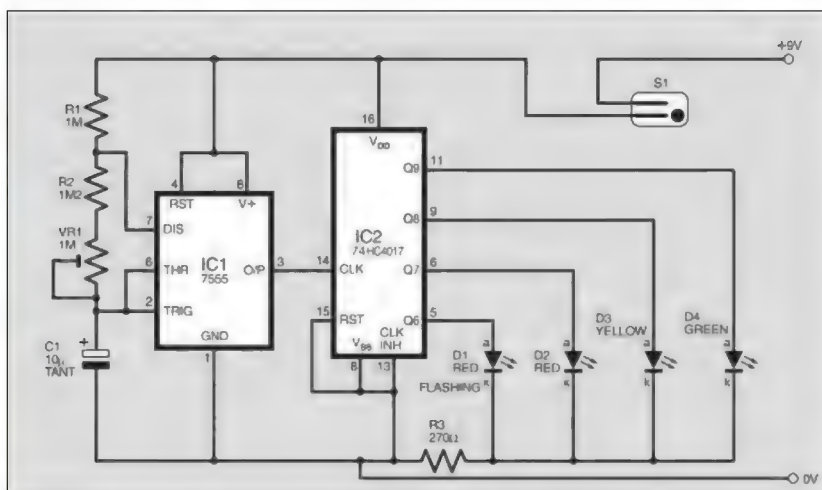 +9V
S1
R1
1M
R2
1M2
VR1
1M
C1
+
10µ
TANT
4
8
RST
V+
7
DIS
6
THR
2
TRIG
IC1
7555
O/P
3
GND
1
16
VDD
IC2
74HC4017
14
CLK
15
RST
VSS
8
CLK
INH
13
Q9
11
Q8
9
Q7
6
Q6
5
a
k
D1
RED
FLASHING
a
k
D2
RED
a
k
D3
YELLOW
a
k
D4
GREEN
R3
270Ω
0V